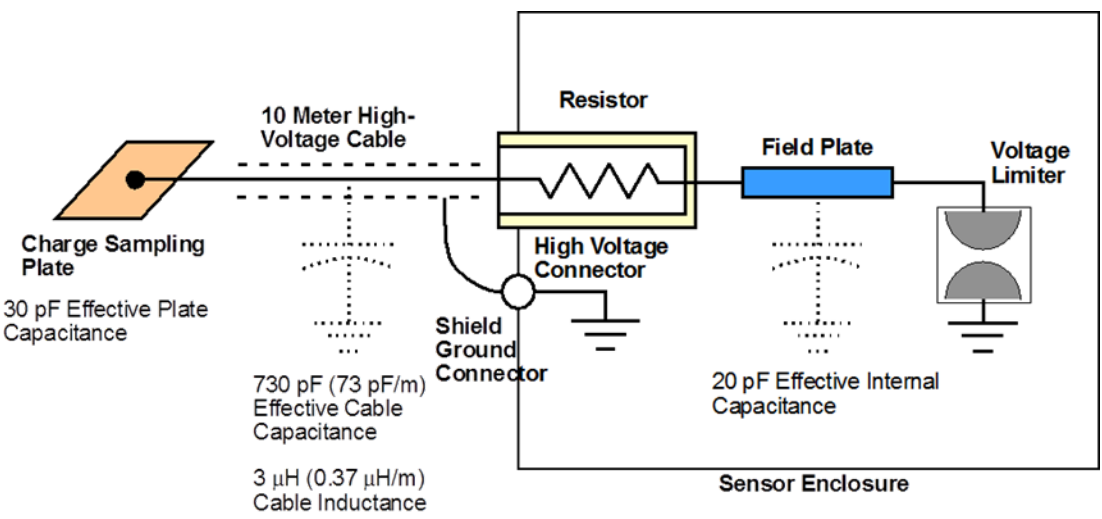 10 Meter High-
Voltage Cable
Resistor
Field Plate
Voltage
Limiter
Charge Sampling
Plate
30 pF Effective Plate
Capacitance
High Voltage
Connector
Shield
Ground
Connector
730 pF (73 pF/m)
Effective Cable
Capacitance
3 μH (0.37 μH/m)
Cable Inductance
20 pF Effective Internal
Capacitance
Sensor Enclosure